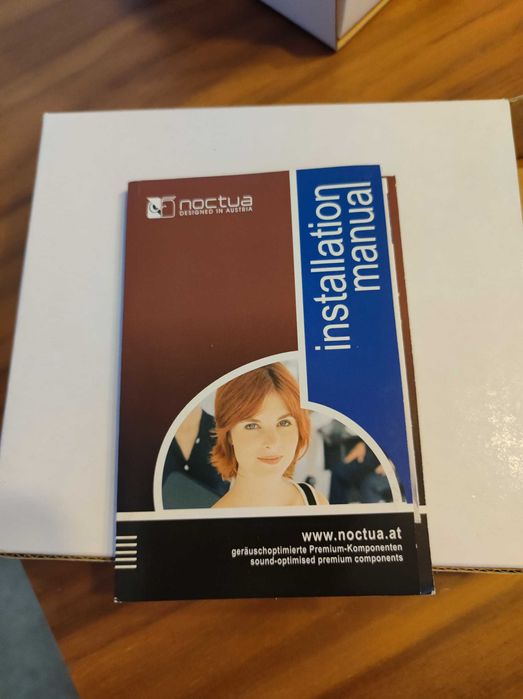 noctua
DESIGNED IN AUSTRIA
installation
manual
www.noctua.at
geräuschoptimierte Premium-Komponenten
sound-optimised premium components